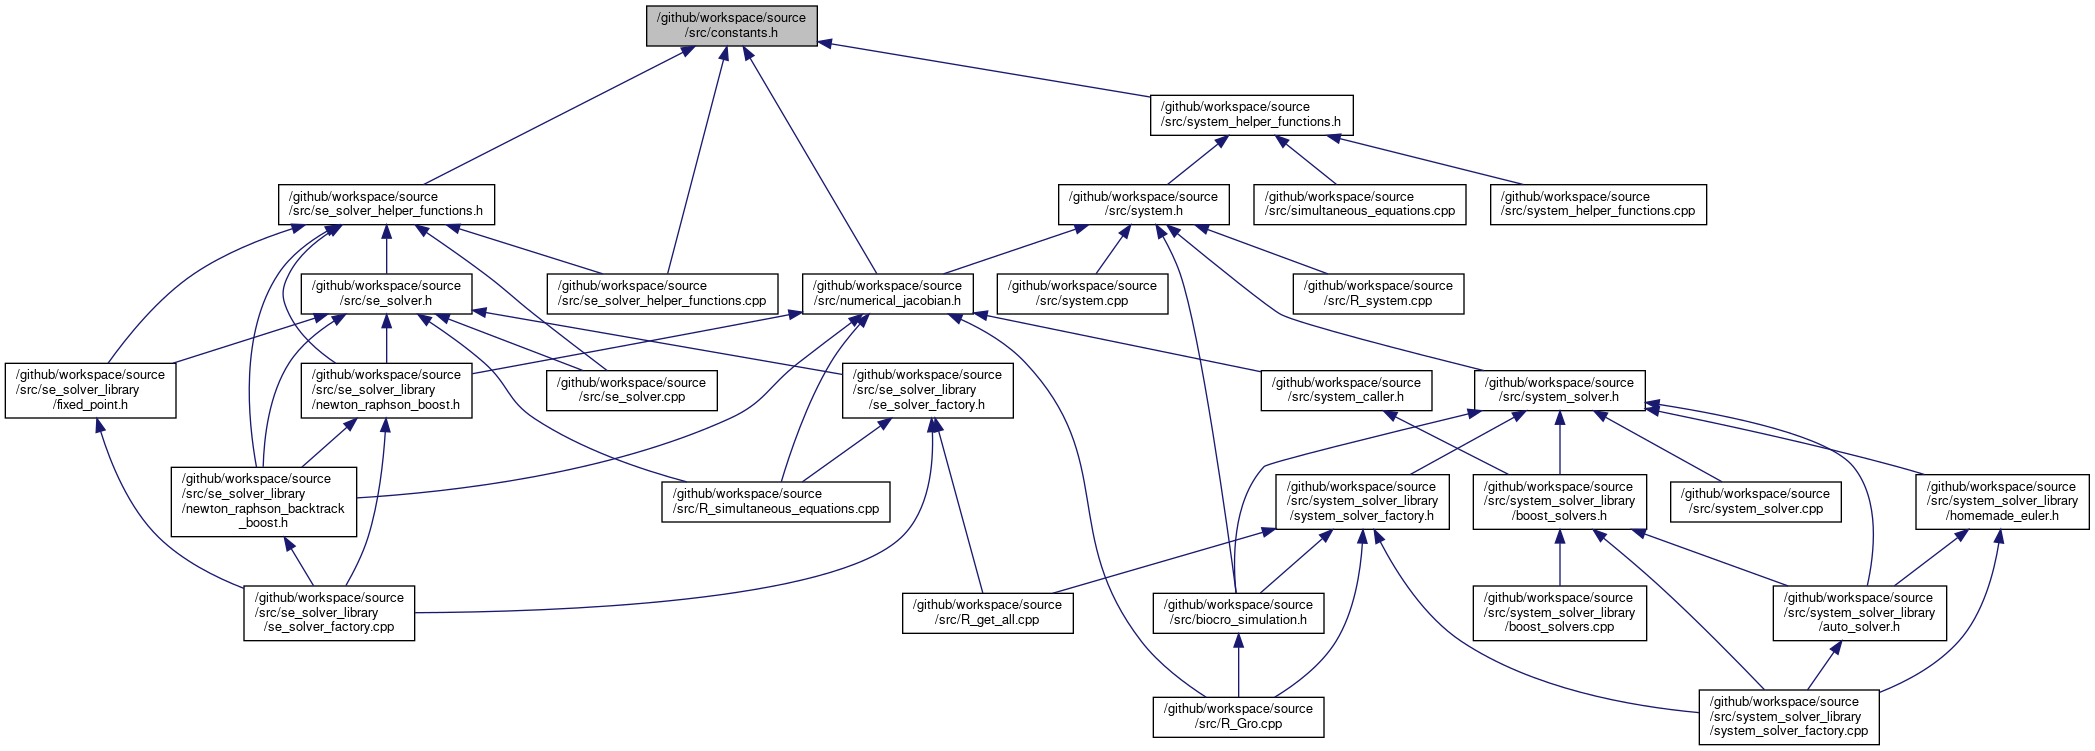 /github/workspace/source
/src/constants.h
/github/workspace/source
/src/system_helper_functions.h
/github/workspace/source
/src/se_solver_helper_functions.h
/github/workspace/source
/src/system.h
/github/workspace/source
/src/simultaneous_equations.cpp
/github/workspace/source
/src/system_helper_functions.cpp
/github/workspace/source
/src/se_solver.h
/github/workspace/source
/src/se_solver_helper_functions.cpp
/github/workspace/source
/src/numerical_jacobian.h
/github/workspace/source
/src/system.cpp
/github/workspace/source
/src/R_system.cpp
/github/workspace/source
/src/se_solver_library
/fixed_point.h
/github/workspace/source
/src/se_solver_library
/newton_raphson_boost.h
/github/workspace/source
/src/se_solver.cpp
/github/workspace/source
/src/se_solver_library
/se_solver_factory.h
/github/workspace/source
/src/system_caller.h
/github/workspace/source
/src/system_solver.h
/github/workspace/source
/src/se_solver_library
/newton_raphson_backtrack
_boost.h
/github/workspace/source
/src/R_simultaneous_equations.cpp
/github/workspace/source
/src/system_solver_library
/system_solver_factory.h
/github/workspace/source
/src/system_solver_library
/boost_solvers.h
/github/workspace/source
/src/system_solver.cpp
/github/workspace/source
/src/system_solver_library
/homemade_euler.h
/github/workspace/source
/src/se_solver_library
/se_solver_factory.cpp
/github/workspace/source
/src/R_get_all.cpp
/github/workspace/source
/src/biocro_simulation.h
/github/workspace/source
/src/system_solver_library
/boost_solvers.cpp
/github/workspace/source
/src/system_solver_library
/auto_solver.h
/github/workspace/source
/src/R_Gro.cpp
/github/workspace/source
/src/system_solver_library
/system_solver_factory.cpp